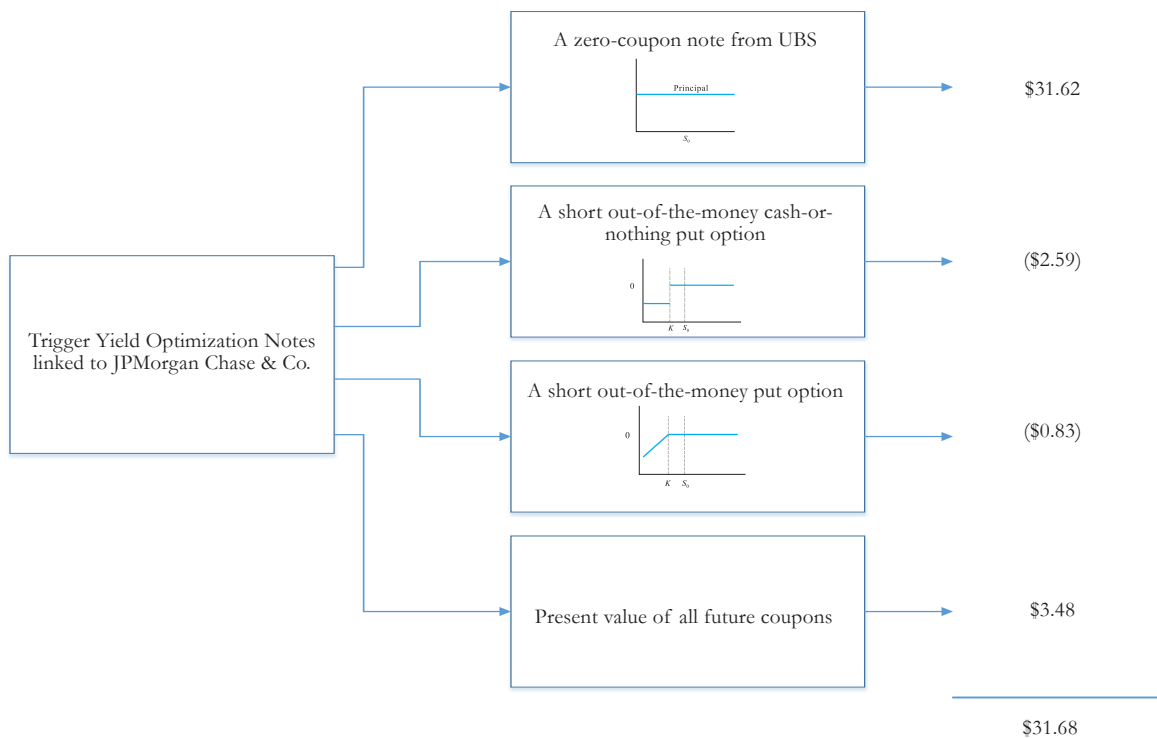 A zero-coupon note from UBS
Principal
S₀
$31.62
A short out-of-the-money cash-or-
nothing put option
0
K S₀
($2.59)
Trigger Yield Optimization Notes
linked to JPMorgan Chase & Co.
A short out-of-the-money put option
0
K S₀
($0.83)
Present value of all future coupons
$3.48
$31.68